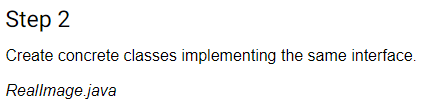 Step 2
Create concrete classes implementing the same interface.
RealImage.java